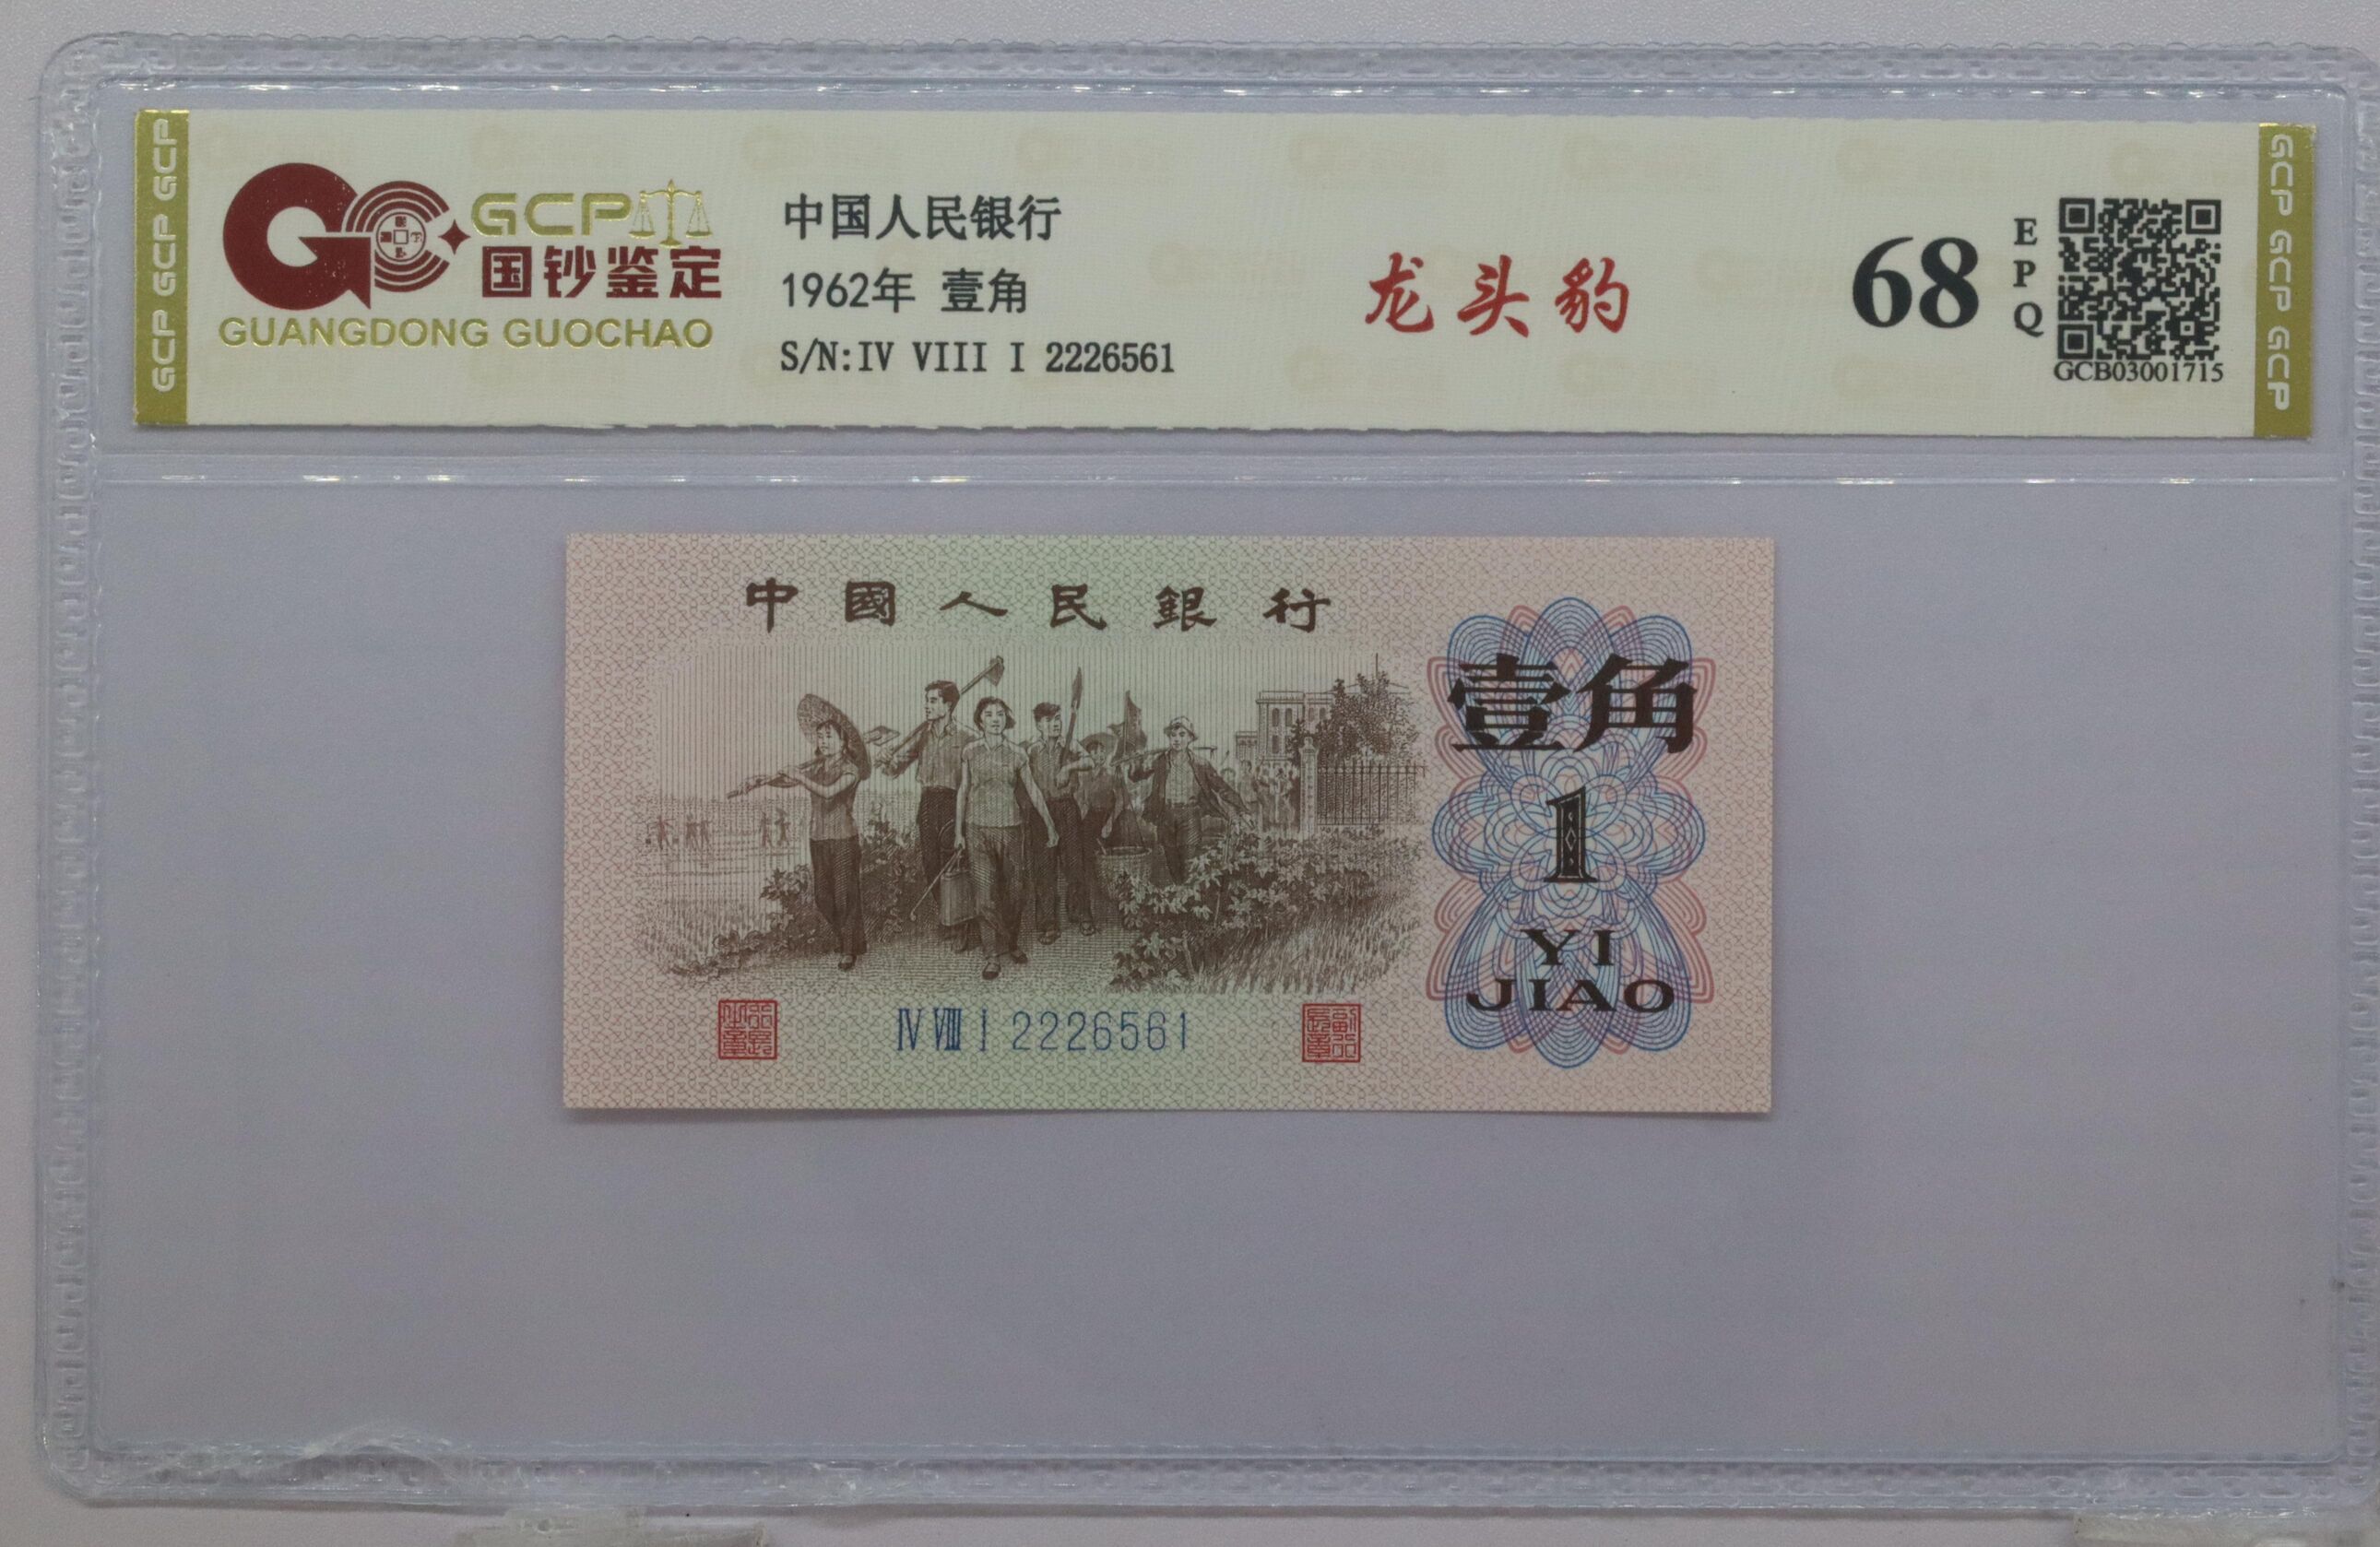 GCP GCP GCP
GCP
国钞鉴定
GUANGDONG GUOCHAO
中国人民银行
1962年 壹角
S/N:IV VIII I 2226561
龙头豹
68
EPQ
GCB03001715
GCP GCP GCP
中國人民銀行
壹角
1
YI
JIAO
IV VIII I 2226561